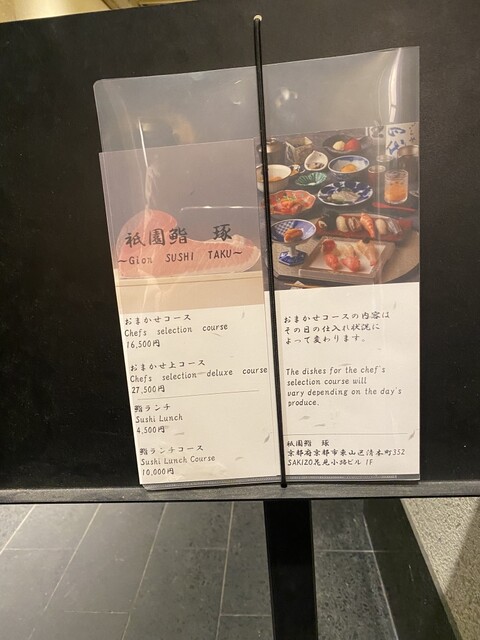 祇園鮨 琢
～Gion SUSHI TAKU～
おまかせコース
Chefs selection course
16,500円
おまかせ上コース
Chefs selection deluxe course
27,500円
鮨ランチ
Sushi Lunch
4,500円
鮨ランチコース
Sushi Lunch Course
10,000円
おまかせコースの内容は
その日の仕入れ状況に
よって変わります。
The dishes for the chef's
selection course will
vary depending on the day's
produce.
祇園鮨 琢
京都府京都市東山区清本町352
SAKIZO花見小路ビル 1F